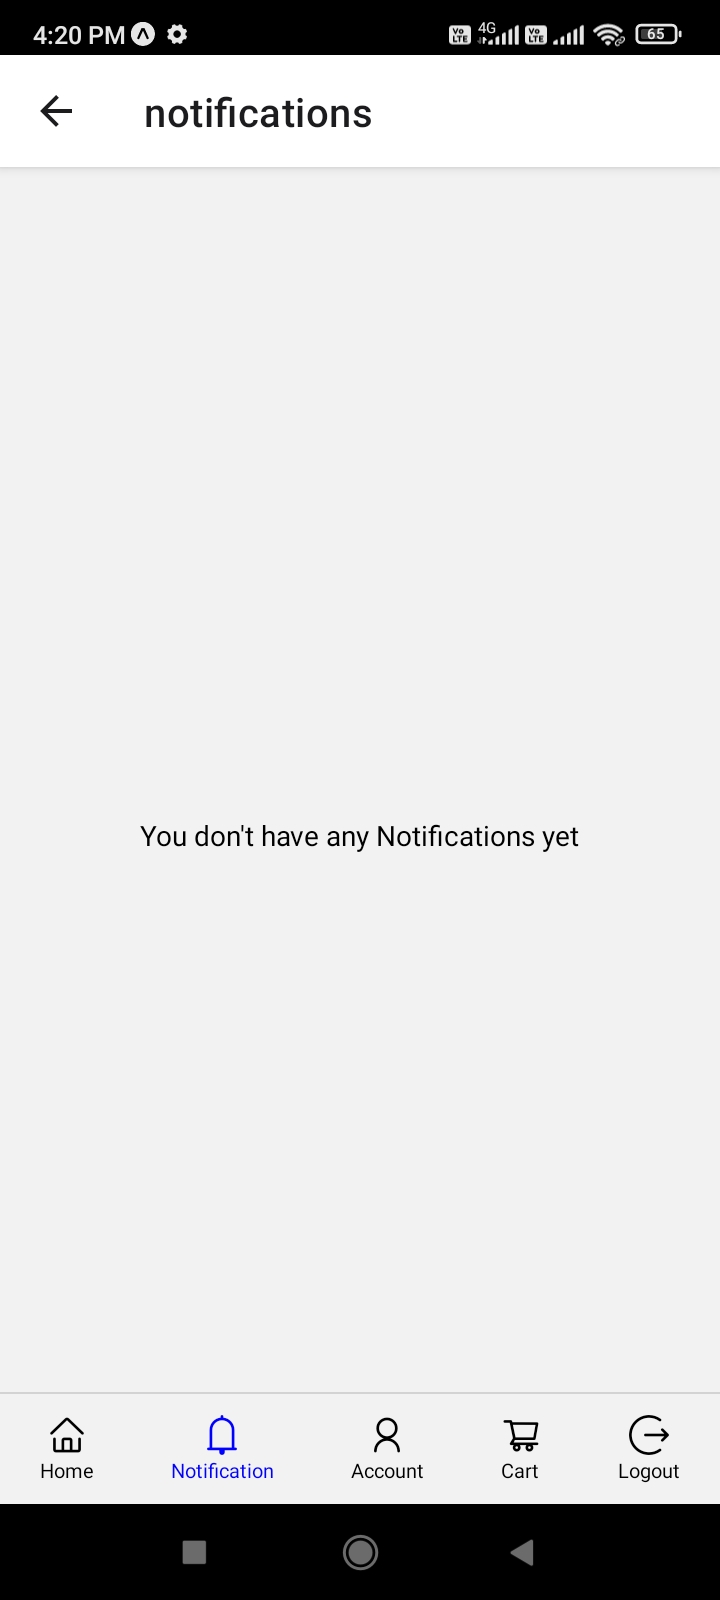 4:20 PM Vo LTE 4G Vo LTE 65
notifications
You don't have any Notifications yet
Home Notification Account Cart Logout